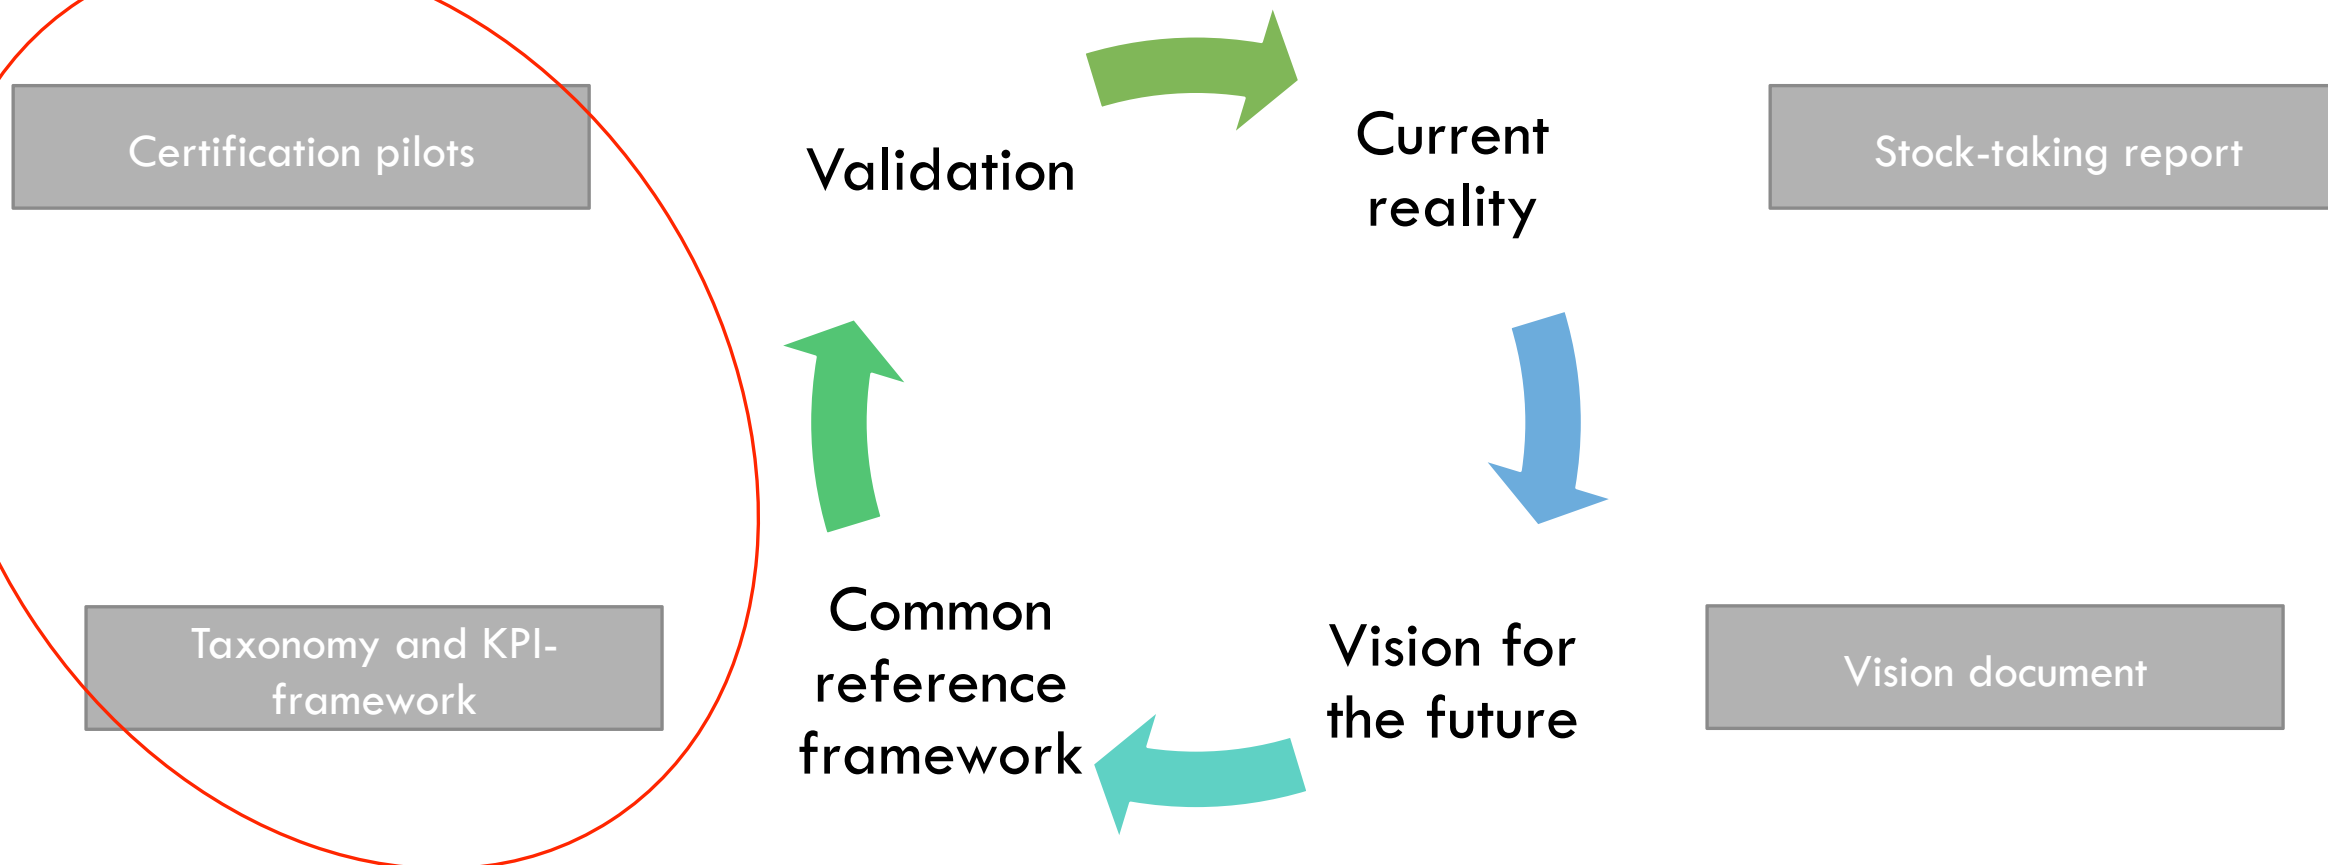 Certification pilots
Validation
Current
reality
Stock-taking report
Taxonomy and KPI-
framework
Common
reference
framework
Vision for
the future
Vision document